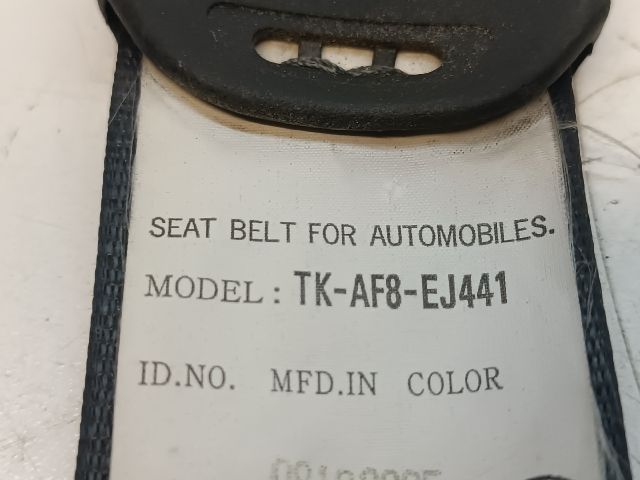 SEAT BELT FOR AUTOMOBILES.
MODEL : TK-AF8-EJ441
ID.NO. MFD.IN COLOR